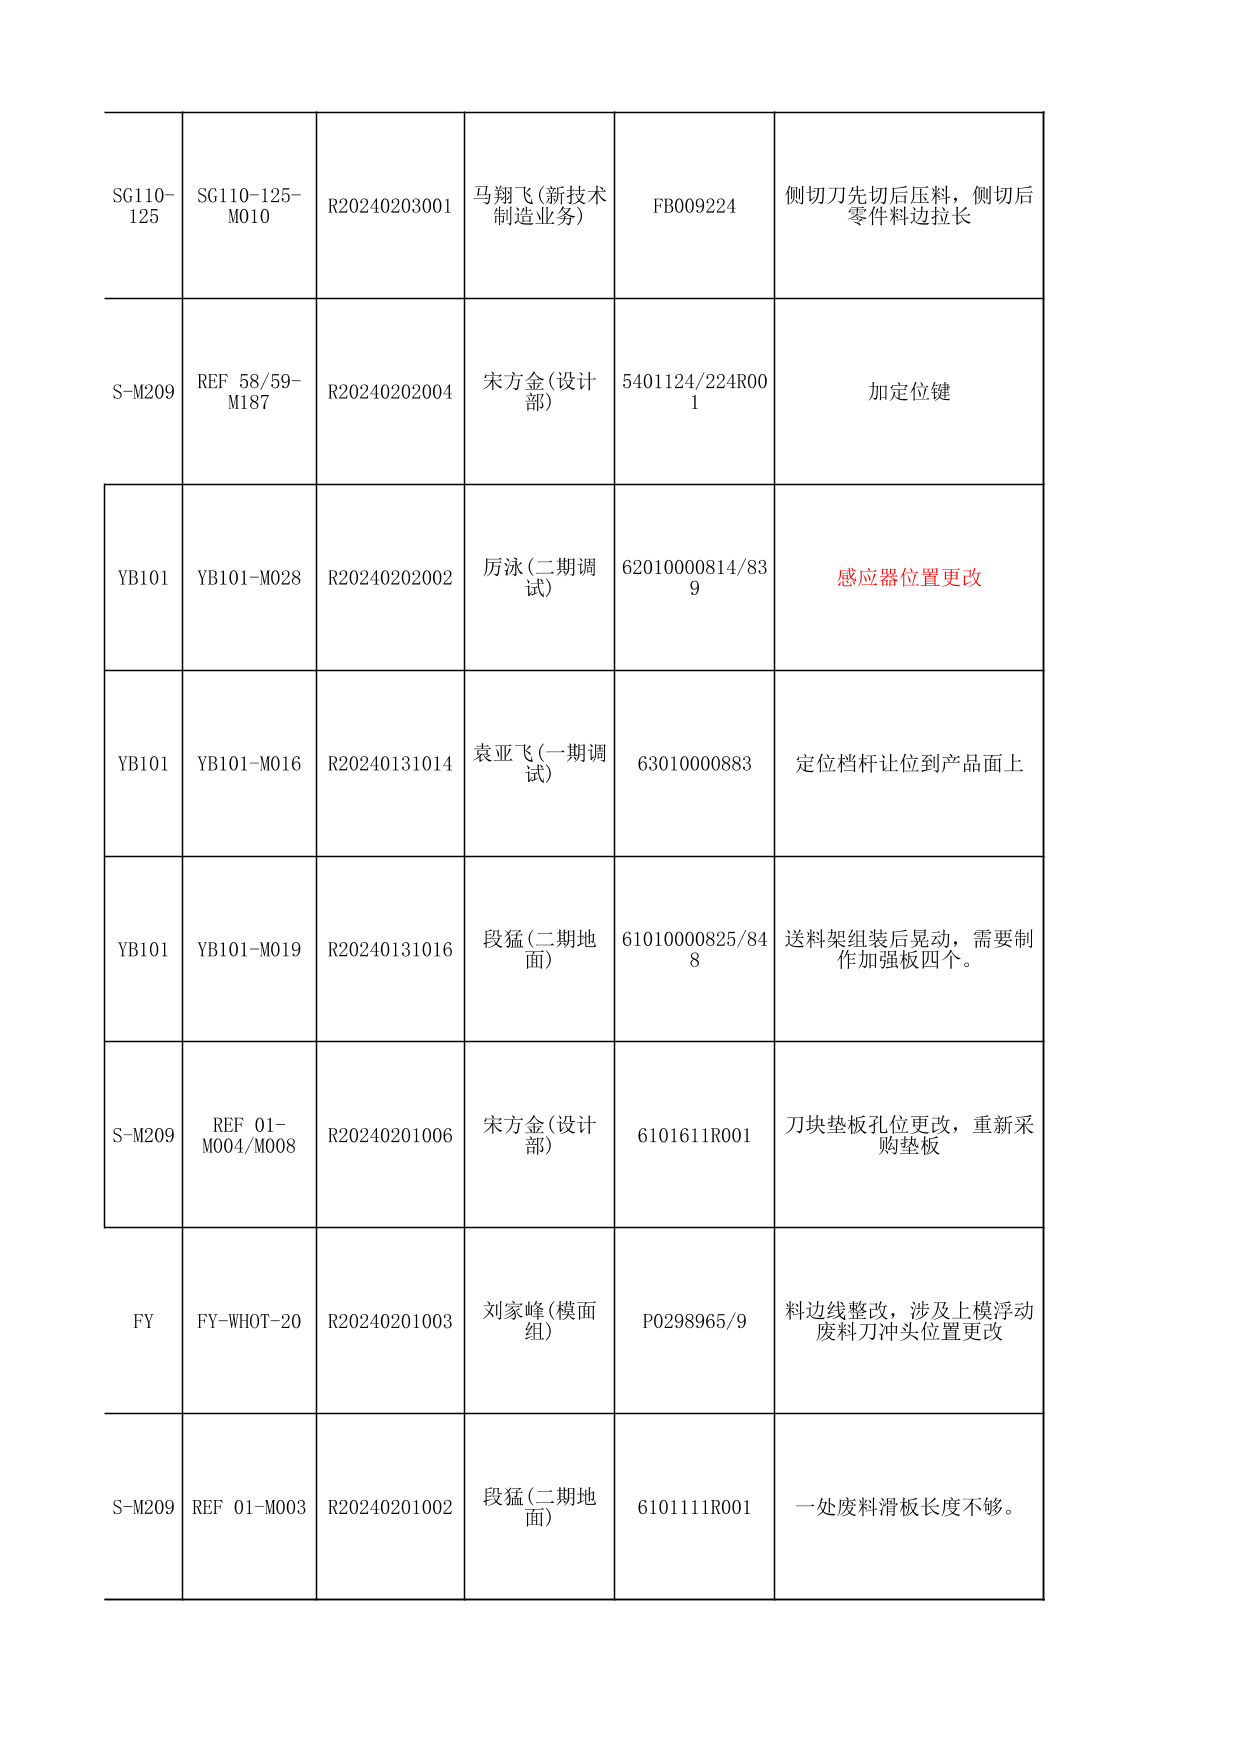 SG110-
125
SG110-125-
M010
R20240203001
马翔飞(新技术
制造业务)
FB009224
侧切刀先切后压料，侧切后
零件料边拉长
S-M209
REF 58/59-
M187
R20240202004
宋方金(设计
部)
5401124/224R00
1
加定位键
YB101
YB101-M028
R20240202002
厉泳(二期调
试)
62010000814/83
9
感应器位置更改
YB101
YB101-M016
R20240131014
袁亚飞(一期调
试)
63010000883
定位档杆让位到产品面上
YB101
YB101-M019
R20240131016
段猛(二期地
面)
61010000825/84
8
送料架组装后晃动，需要制
作加强板四个。
S-M209
REF 01-
M004/M008
R20240201006
宋方金(设计
部)
6101611R001
刀块垫板孔位更改，重新采
购垫板
FY
FY-WHOT-20
R20240201003
刘家峰(模面
组)
P0298965/9
料边线整改，涉及上模浮动
废料刀冲头位置更改
S-M209
REF 01-M003
R20240201002
段猛(二期地
面)
6101111R001
一处废料滑板长度不够。